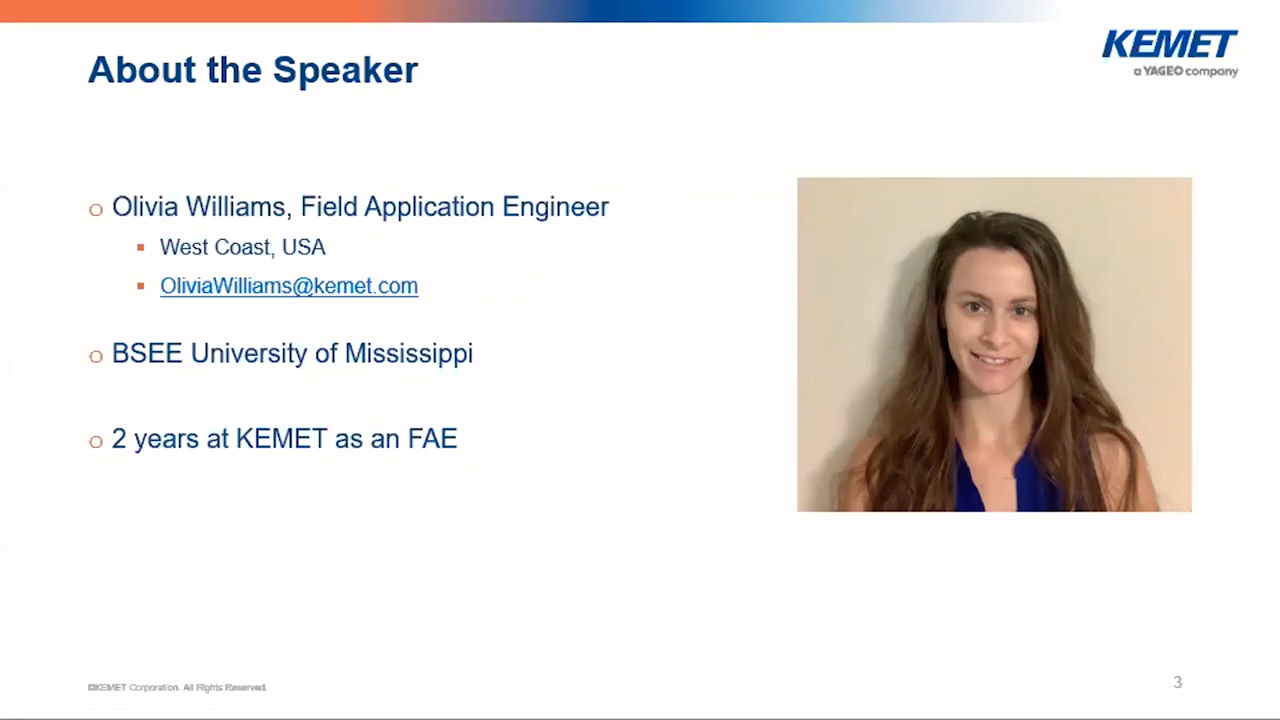 KEMET
a YAGEO company
About the Speaker
Olivia Williams, Field Application Engineer
West Coast, USA
OliviaWilliams@kemet.com
BSEE University of Mississippi
2 years at KEMET as an FAE
©KEMET Corporation. All Rights Reserved.
3